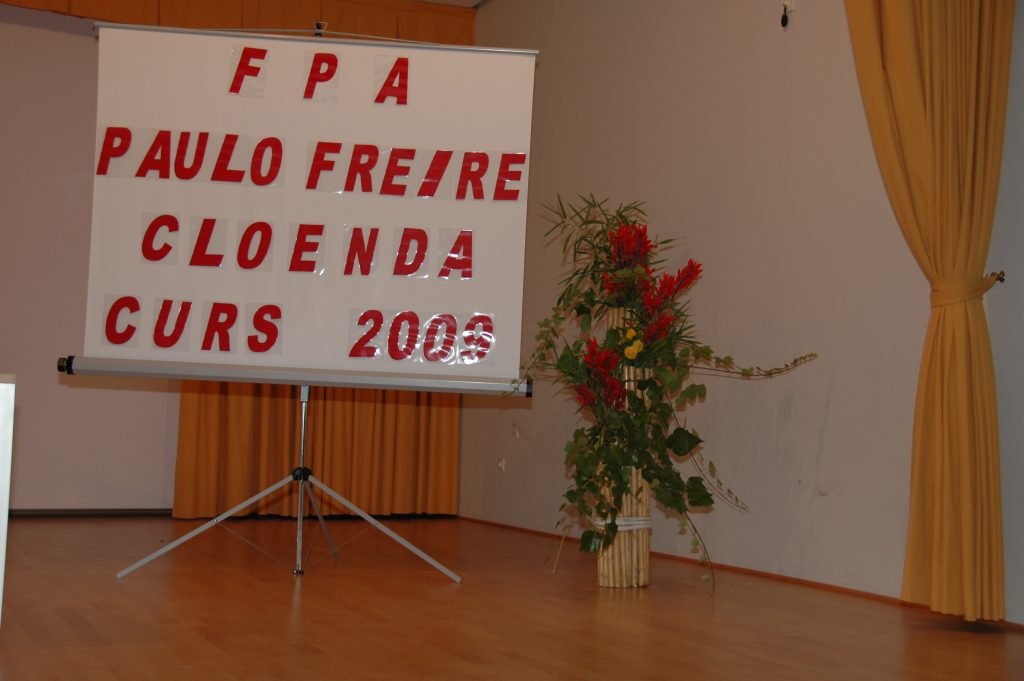 FPA
PAULO FREIRE
CLOENDA
CURS 2009